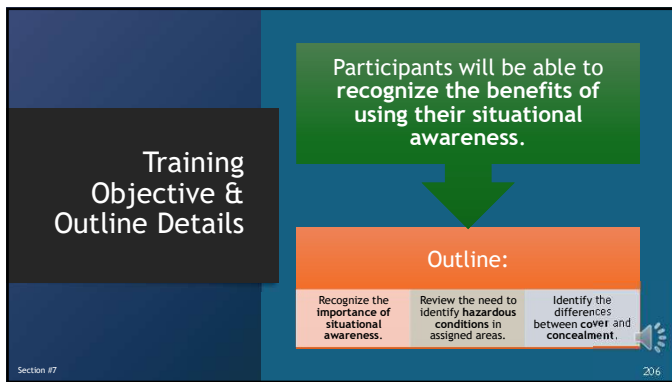 Training
Objective &
Outline Details
Participants will be able to
recognize the benefits of
using their situational
awareness.
Outline:
Recognize the
importance of
situational
awareness.
Review the need to
identify hazardous
conditions in
assigned areas.
Identify the
differences
between cover and
concealment.
Section #7
206